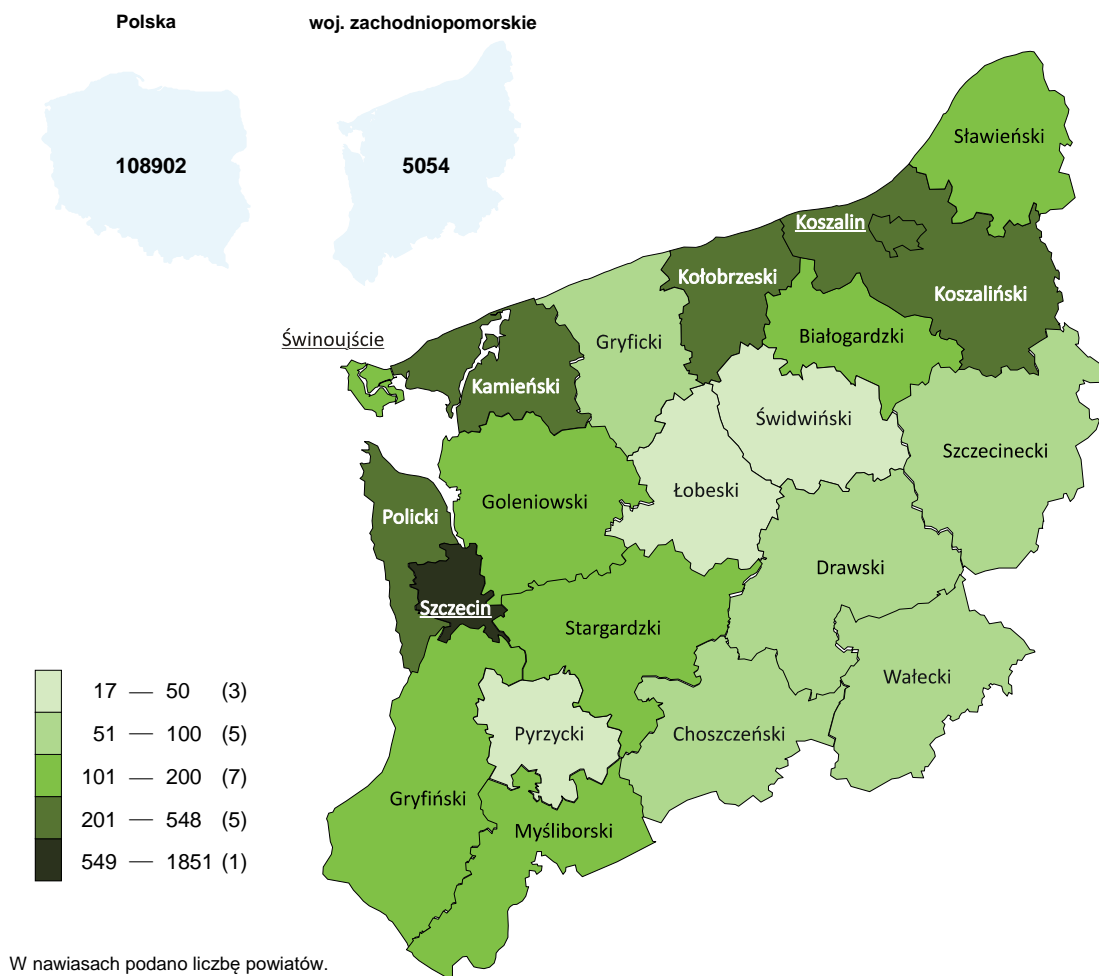 Polska
woj. zachodniopomorskie
108902
5054
Sławieński
Koszalin
Kołobrzeski
Koszaliński
Świnoujście
Gryficki
Białogardzki
Kamieński
Świdwiński
Szczecinecki
Łobeski
Goleniowski
Policki
Drawski
Szczecin
Stargardzki
Wałecki
Pyrzycki
Choszczeński
Gryfiński
Myśliborski
17 — 50 (3)
51 — 100 (5)
101 — 200 (7)
201 — 548 (5)
549 — 1851 (1)
W nawiasach podano liczbę powiatów.